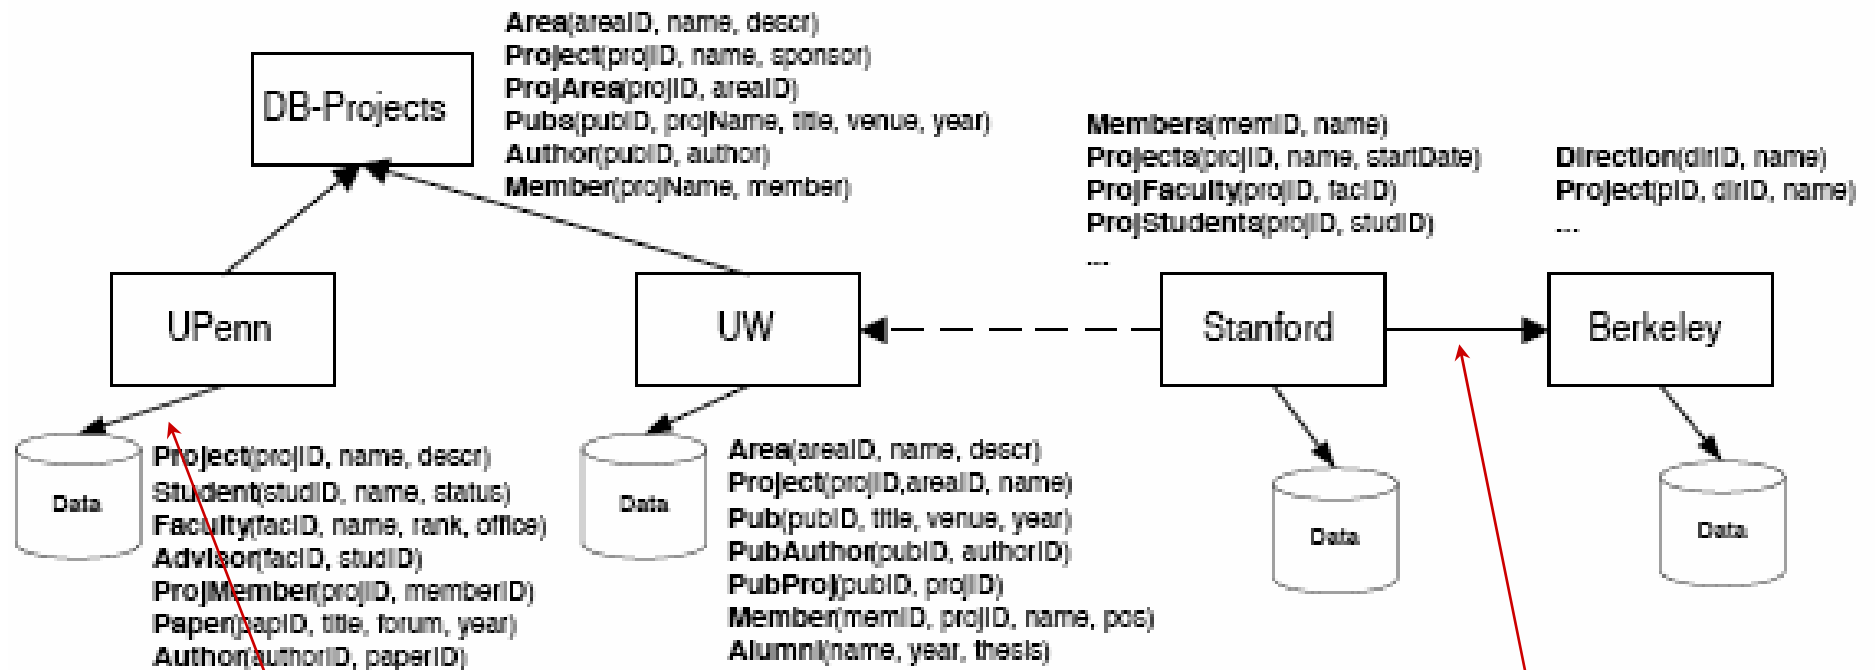 Area(areaID, name, descr)
Project(projID, name, sponsor)
ProjArea(projID, areaID)
Pubs(pubID, projName, title, venue, year)
Author(pubID, author)
Member(projName, member)
DB-Projects
Members(memID, name)
Projects(projID, name, startDate)
ProjFaculty(projID, facID)
ProjStudents(projID, studID)
...
Direction(dirID, name)
Project(pID, dirID, name)
...
UPenn
UW
Stanford
Berkeley
Data
Project(projID, name, descr)
Student(studID, name, status)
Faculty(facID, name, rank, office)
Advisor(facID, studID)
ProjMember(projID, memberID)
Paper(papID, title, forum, year)
Author(authorID, paperID)
Data
Area(areaID, name, descr)
Project(projID,areaID, name)
Pub(pubID, title, venue, year)
PubAuthor(pubID, authorID)
PubProj(pubID, projID)
Member(memID, projID, name, pos)
Alumni(name, year, thesis)
Data
Data